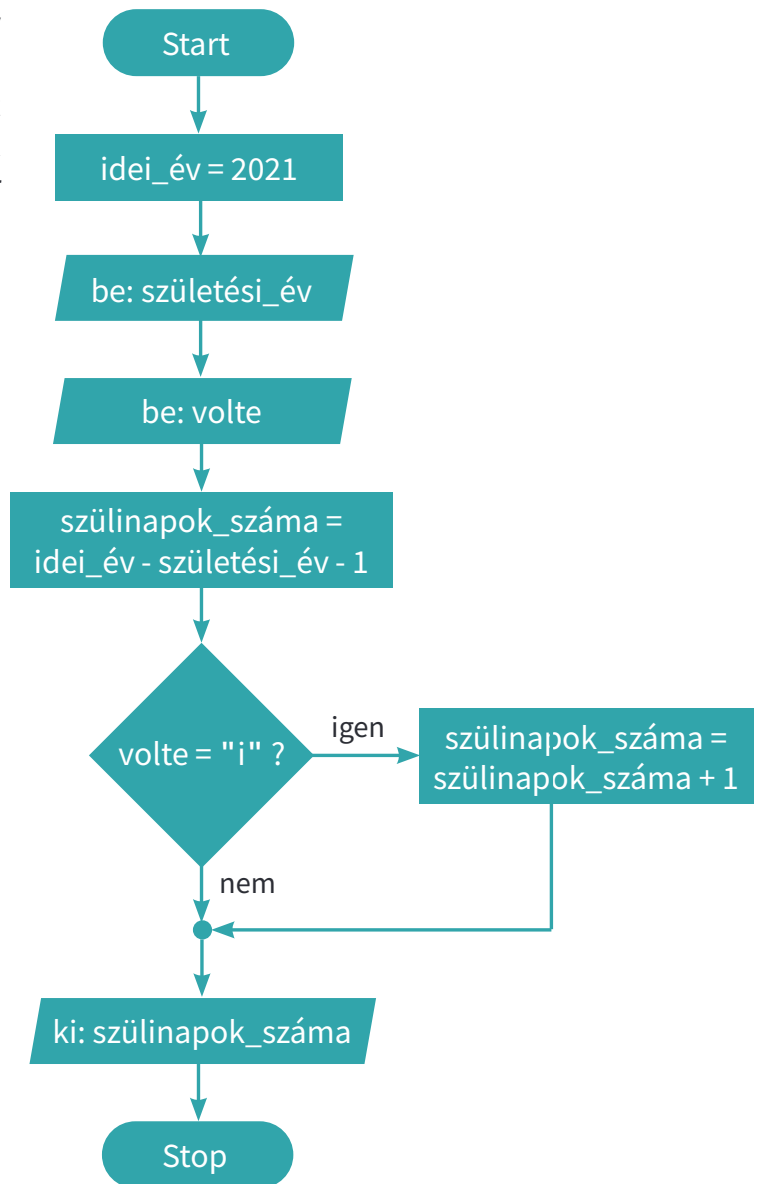 Start
idei_év = 2021
be: születési_év
be: volte
szülinapok_száma =
idei_év - születési_év - 1
volte = "i" ?
igen
szülinapok_száma =
szülinapok_száma + 1
nem
ki: szülinapok_száma
Stop